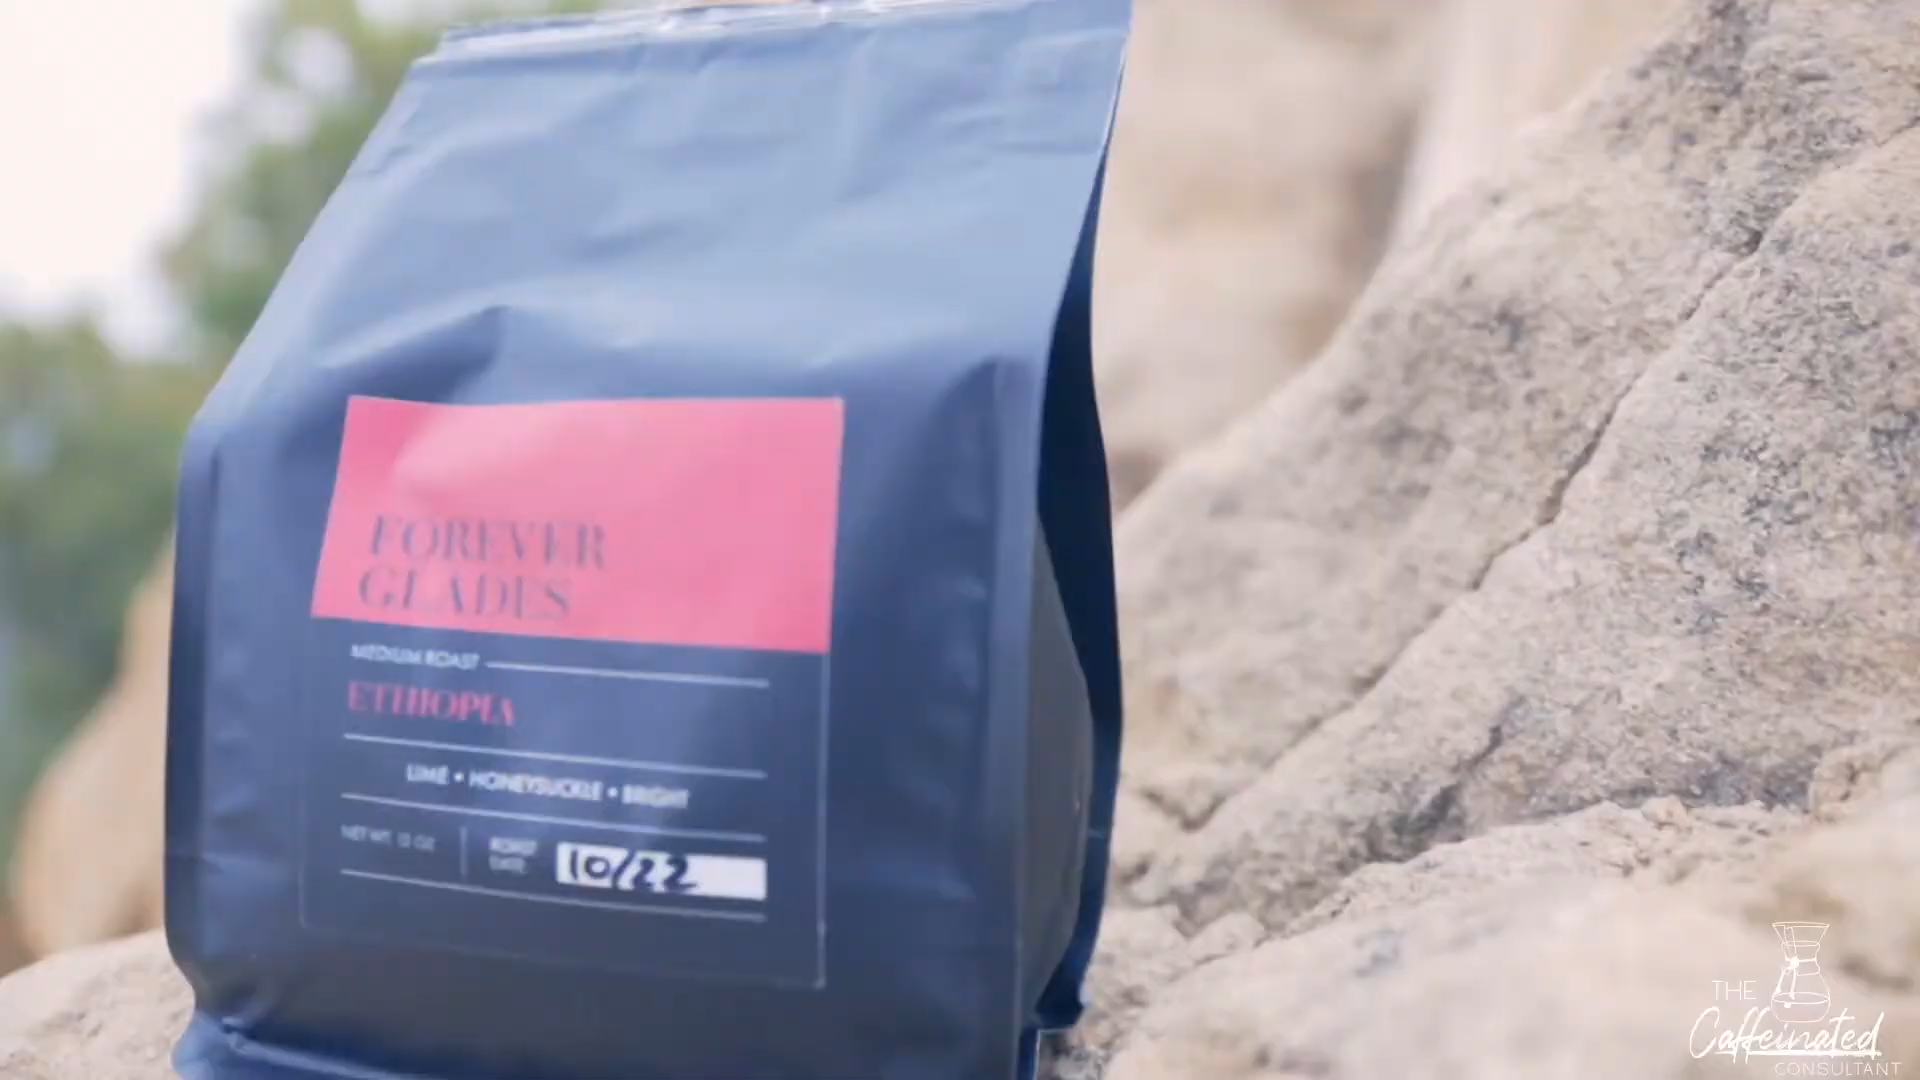 FOREVER
GLADES
MEDIUM ROAST
ETHIOPIA
LIME • HONEYSUCKLE • BRIGHT
NET WT. 12 OZ
ROAST
DATE
10/22
THE
Caffeinated
CONSULTANT